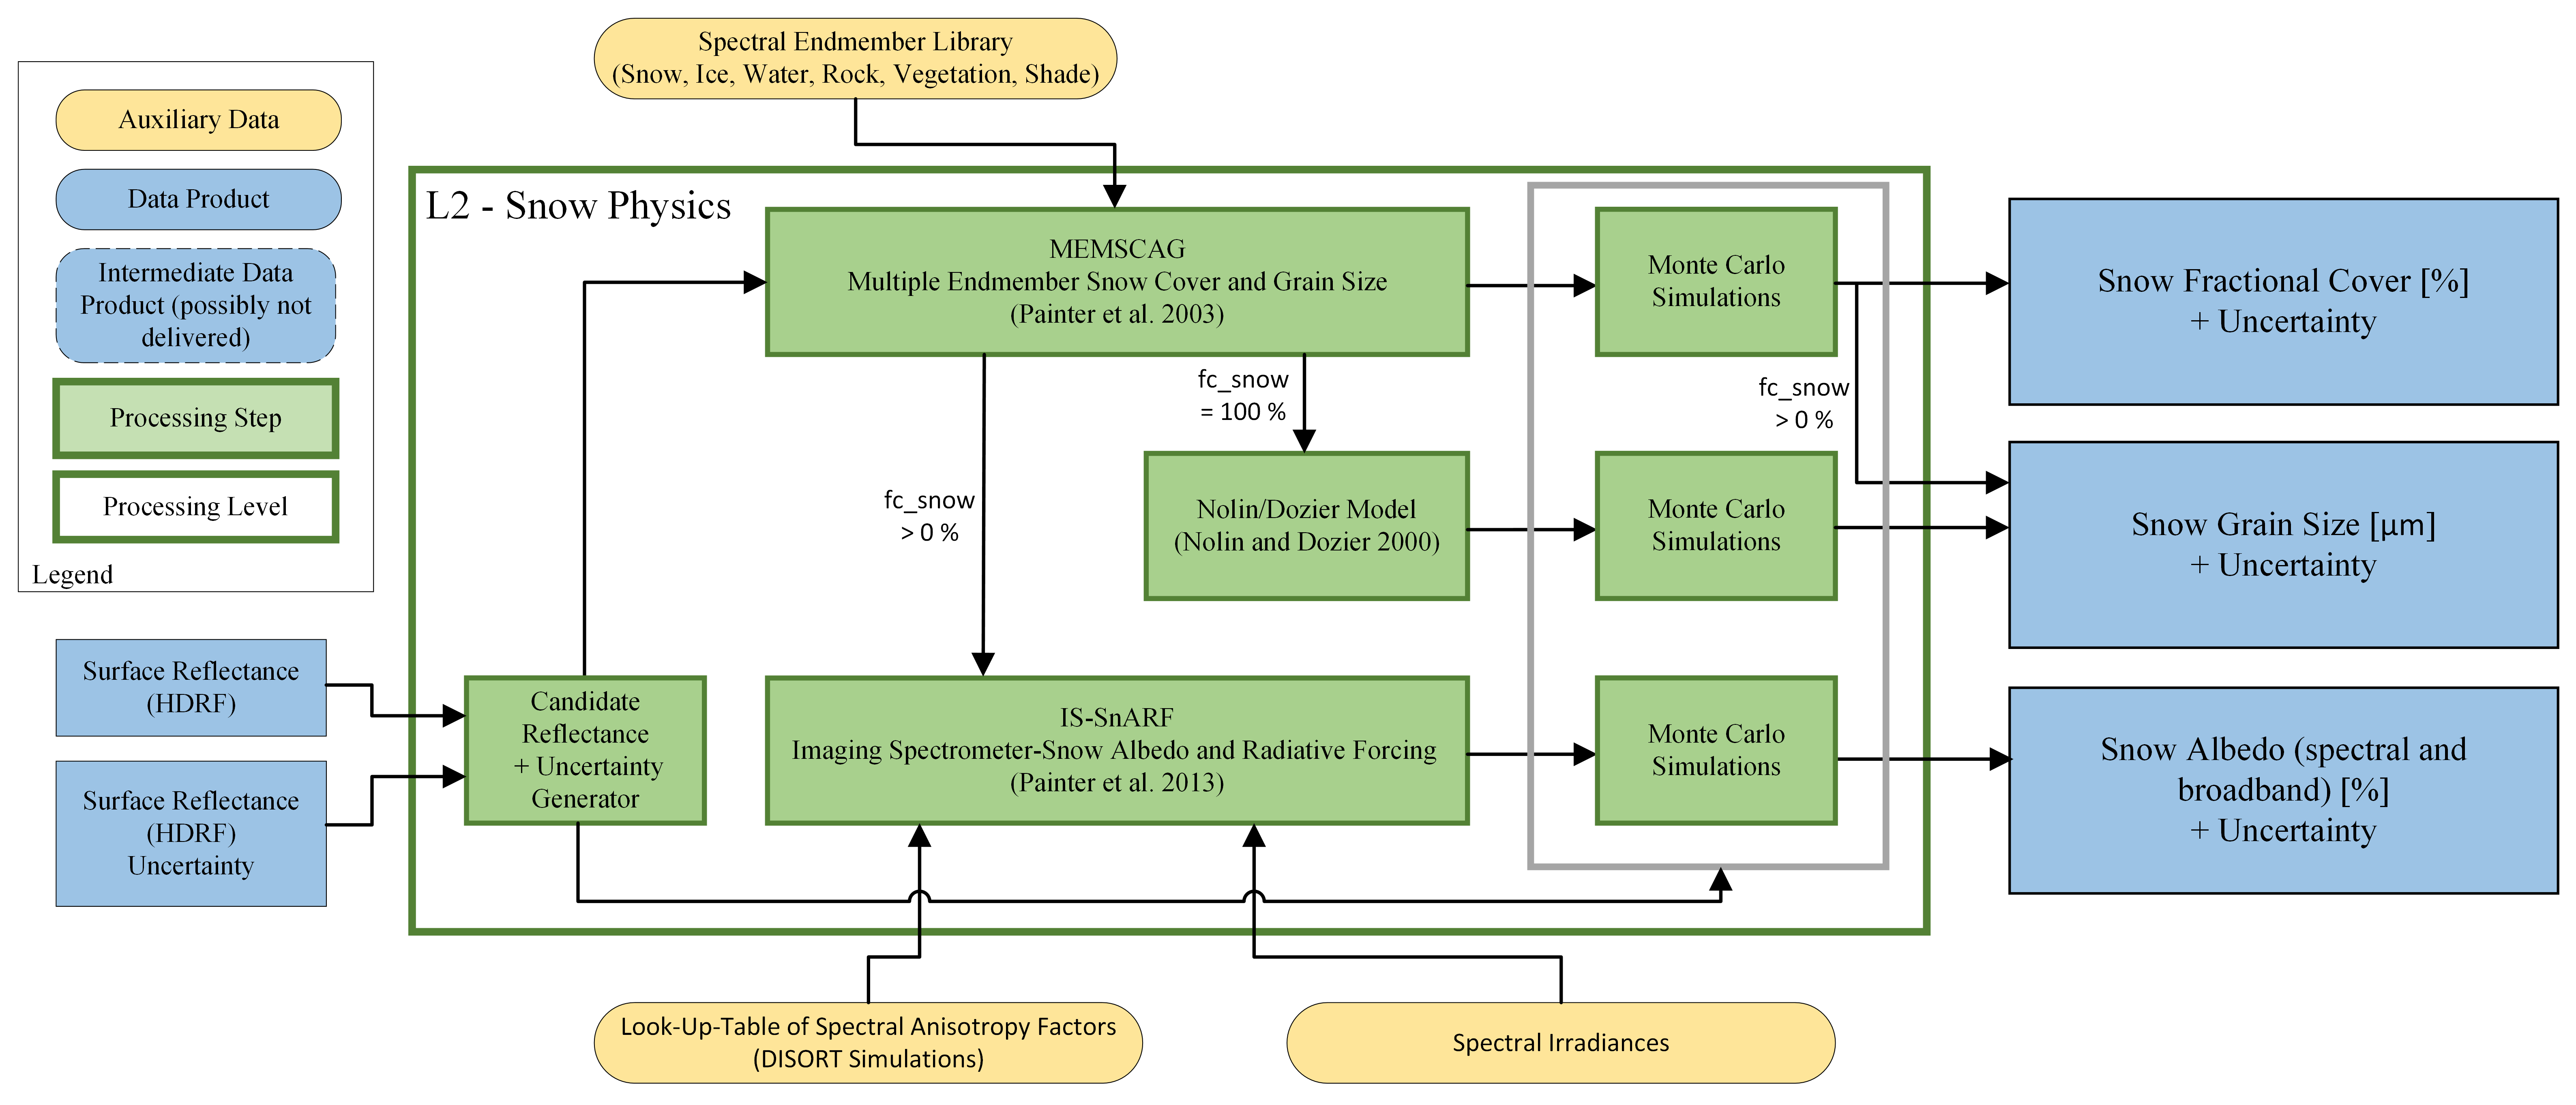 Spectral Endmember Library
(Snow, Ice, Water, Rock, Vegetation, Shade)
Auxiliary Data
Data Product
Intermediate Data
Product (possibly not
delivered)
Processing Step
Processing Level
Legend
L2 - Snow Physics
MEMSCAG
Multiple Endmember Snow Cover and Grain Size
(Painter et al. 2003)
Monte Carlo
Simulations
Snow Fractional Cover [%]
+ Uncertainty
fc_snow
= 100 %
fc_snow
> 0 %
fc_snow
> 0 %
Nolin/Dozier Model
(Nolin and Dozier 2000)
Monte Carlo
Simulations
Snow Grain Size [µm]
+ Uncertainty
Surface Reflectance
(HDRF)
Surface Reflectance
(HDRF)
Uncertainty
Candidate
Reflectance
+ Uncertainty
Generator
IS-SnARF
Imaging Spectrometer-Snow Albedo and Radiative Forcing
(Painter et al. 2013)
Monte Carlo
Simulations
Snow Albedo (spectral and
broadband) [%]
+ Uncertainty
Look-Up-Table of Spectral Anisotropy Factors
(DISORT Simulations)
Spectral Irradiances